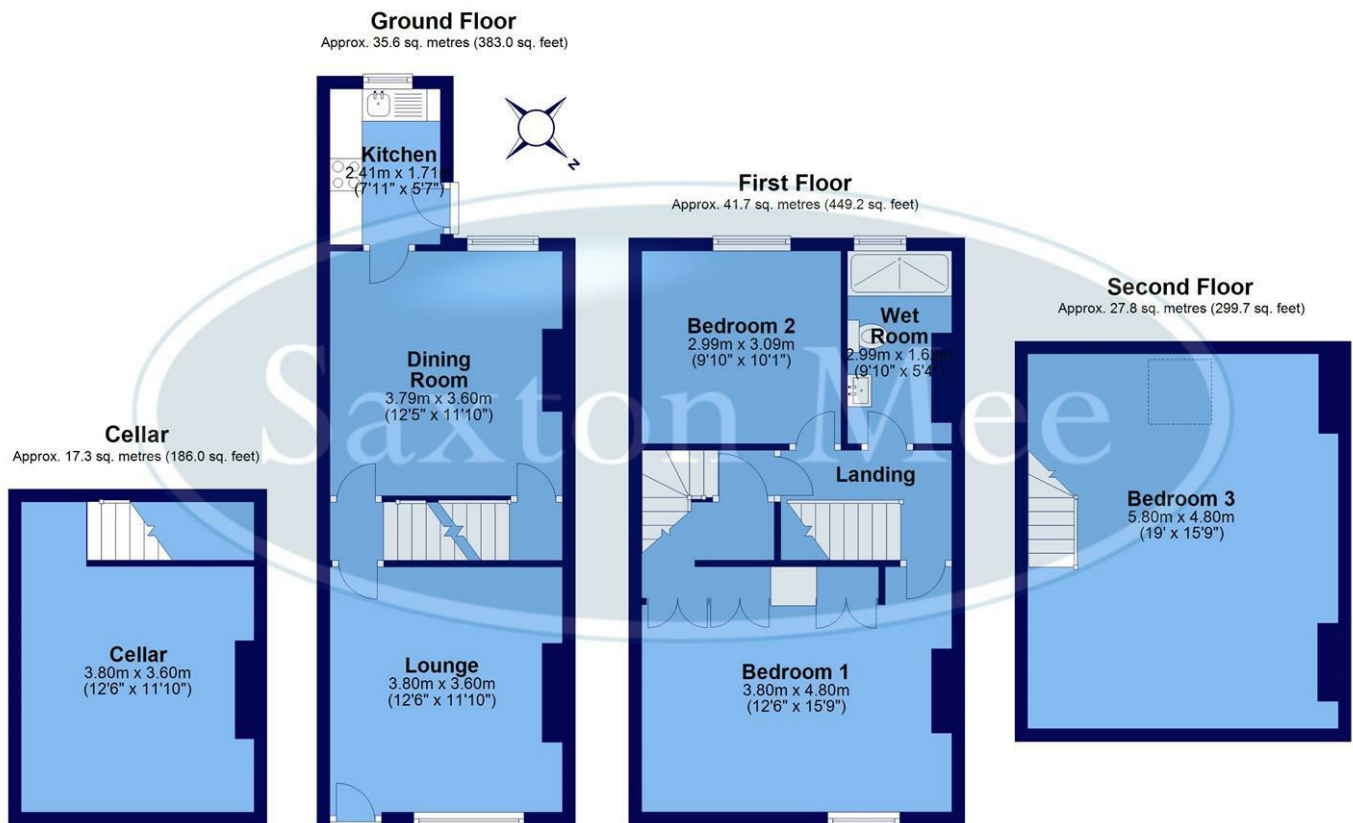 Ground Floor
Approx. 35.6 sq. metres (383.0 sq. feet)
Kitchen
2.41m x 1.71m
(7'11" x 5'7")
N
Dining
Room
3.79m x 3.60m
(12'5" x 11'10")
Lounge
3.80m x 3.60m
(12'6" x 11'10")
Cellar
Approx. 17.3 sq. metres (186.0 sq. feet)
Cellar
3.80m x 3.60m
(12'6" x 11'10")
First Floor
Approx. 41.7 sq. metres (449.2 sq. feet)
Bedroom 2
2.99m x 3.09m
(9'10" x 10'1")
Wet
Room
2.99m x 1.62m
(9'10" x 5'4")
Landing
Bedroom 1
3.80m x 4.80m
(12'6" x 15'9")
Second Floor
Approx. 27.8 sq. metres (299.7 sq. feet)
Bedroom 3
5.80m x 4.80m
(19' x 15'9")
Saxton Mee